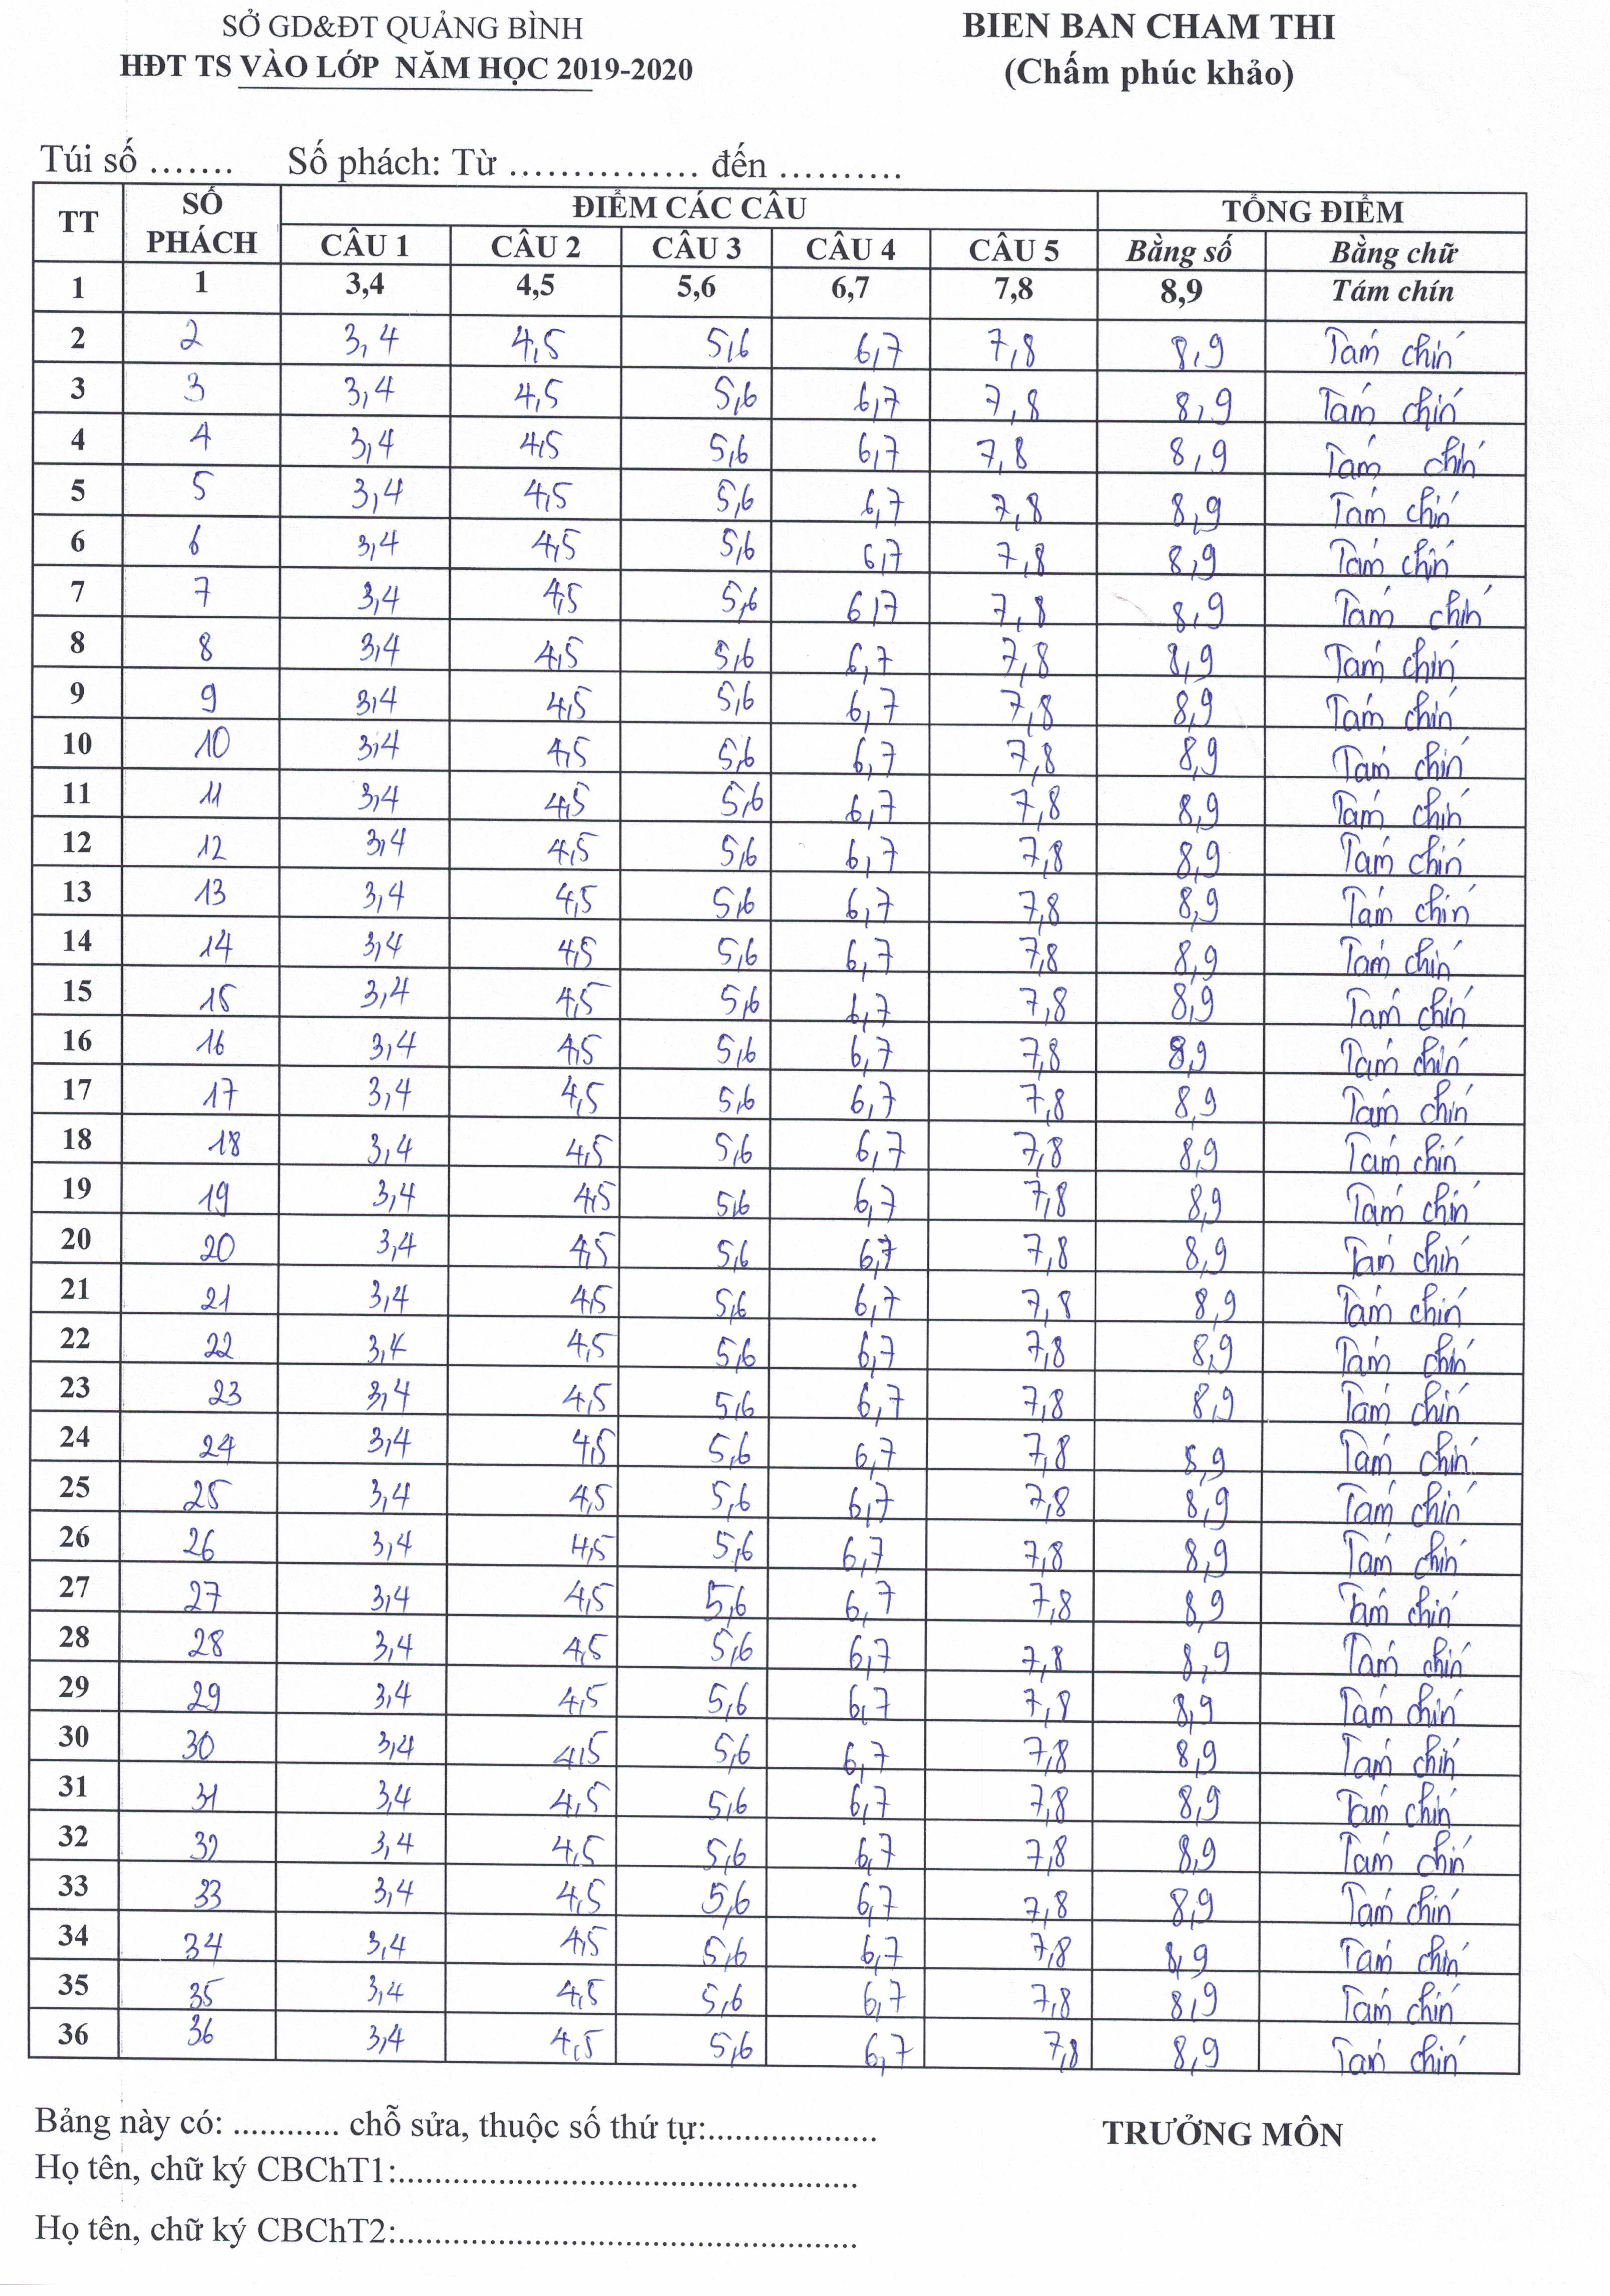 SỞ GD&ĐT QUẢNG BÌNH BIEN BAN CHAM THI
HĐT TS VÀO LỚP NĂM HỌC 2019-2020 (Chấm phúc khảo)
Túi số ....... Số phách: Từ ............... đến ..........
TT SỐ PHÁCH ĐIỂM CÁC CÂU TỔNG ĐIỂM
CÂU 1 CÂU 2 CÂU 3 CÂU 4 CÂU 5 Bằng số Bằng chữ
1 1 3,4 4,5 5,6 6,7 7,8 8,9 Tám chín
2 2 3,4 4,5 5,6 6,7 7,8 8,9 Tám chín
3 3 3,4 4,5 5,6 6,7 7,8 8,9 Tám chín
4 4 3,4 4,5 5,6 6,7 7,8 8,9 Tám chín
5 5 3,4 4,5 5,6 6,7 7,8 8,9 Tám chín
6 6 3,4 4,5 5,6 6,7 7,8 8,9 Tám chín
7 7 3,4 4,5 5,6 6,7 7,8 8,9 Tám chín
8 8 3,4 4,5 5,6 6,7 7,8 8,9 Tám chín
9 9 3,4 4,5 5,6 6,7 7,8 8,9 Tám chín
10 10 3,4 4,5 5,6 6,7 7,8 8,9 Tám chín
11 11 3,4 4,5 5,6 6,7 7,8 8,9 Tám chín
12 12 3,4 4,5 5,6 6,7 7,8 8,9 Tám chín
13 13 3,4 4,5 5,6 6,7 7,8 8,9 Tám chín
14 14 3,4 4,5 5,6 6,7 7,8 8,9 Tám chín
15 15 3,4 4,5 5,6 6,7 7,8 8,9 Tám chín
16 16 3,4 4,5 5,6 6,7 7,8 8,9 Tám chín
17 17 3,4 4,5 5,6 6,7 7,8 8,9 Tám chín
18 18 3,4 4,5 5,6 6,7 7,8 8,9 Tám chín
19 19 3,4 4,5 5,6 6,7 7,8 8,9 Tám chín
20 20 3,4 4,5 5,6 6,7 7,8 8,9 Tám chín
21 21 3,4 4,5 5,6 6,7 7,8 8,9 Tám chín
22 22 3,4 4,5 5,6 6,7 7,8 8,9 Tám chín
23 23 3,4 4,5 5,6 6,7 7,8 8,9 Tám chín
24 24 3,4 4,5 5,6 6,7 7,8 8,9 Tám chín
25 25 3,4 4,5 5,6 6,7 7,8 8,9 Tám chín
26 26 3,4 4,5 5,6 6,7 7,8 8,9 Tám chín
27 27 3,4 4,5 5,6 6,7 7,8 8,9 Tám chín
28 28 3,4 4,5 5,6 6,7 7,8 8,9 Tám chín
29 29 3,4 4,5 5,6 6,7 7,8 8,9 Tám chín
30 30 3,4 4,5 5,6 6,7 7,8 8,9 Tám chín
31 31 3,4 4,5 5,6 6,7 7,8 8,9 Tám chín
32 32 3,4 4,5 5,6 6,7 7,8 8,9 Tám chín
33 33 3,4 4,5 5,6 6,7 7,8 8,9 Tám chín
34 34 3,4 4,5 5,6 6,7 7,8 8,9 Tám chín
35 35 3,4 4,5 5,6 6,7 7,8 8,9 Tám chín
36 36 3,4 4,5 5,6 6,7 7,8 8,9 Tám chín
Bảng này có: ............ chỗ sửa, thuộc số thứ tự:................... TRƯỞNG MÔN
Họ tên, chữ ký CBChT1:....................................................
Họ tên, chữ ký CBChT2:....................................................